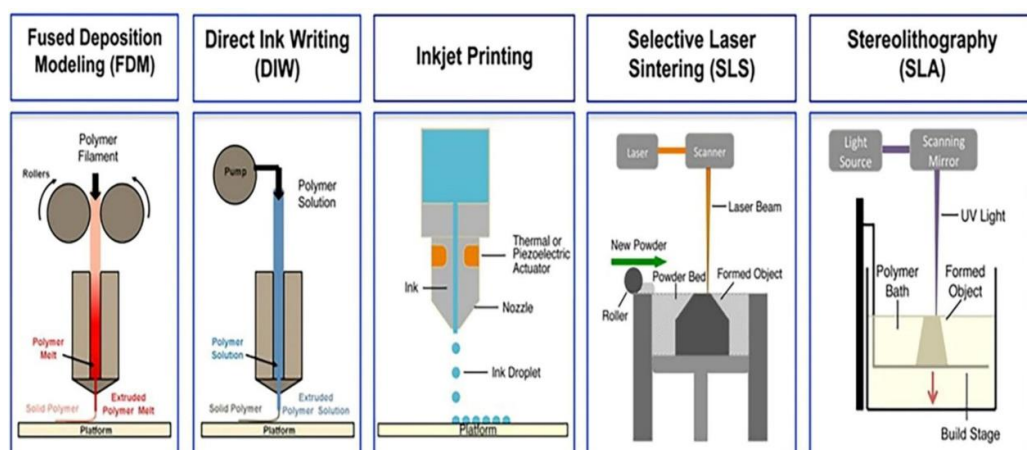 Fused Deposition
Modeling (FDM)
Direct Ink Writing
(DIW)
Inkjet Printing
Selective Laser
Sintering (SLS)
Stereolithography
(SLA)
Polymer
Filament
Rollers
Polymer
Melt
Solid Polymer
Extruded
Polymer Melt
Platform
Pump
Polymer
Solution
Polymer
Solution
Solid Polymer
Extruded
Polymer Solution
Platform
Thermal or
Piezoelectric
Actuator
Ink
Nozzle
Ink Droplet
Platform
Laser
Scanner
Laser Beam
New Powder
Powder Bed
Formed Object
Roller
Light
Source
Scanning
Mirror
UV Light
Polymer
Bath
Formed
Object
Build Stage